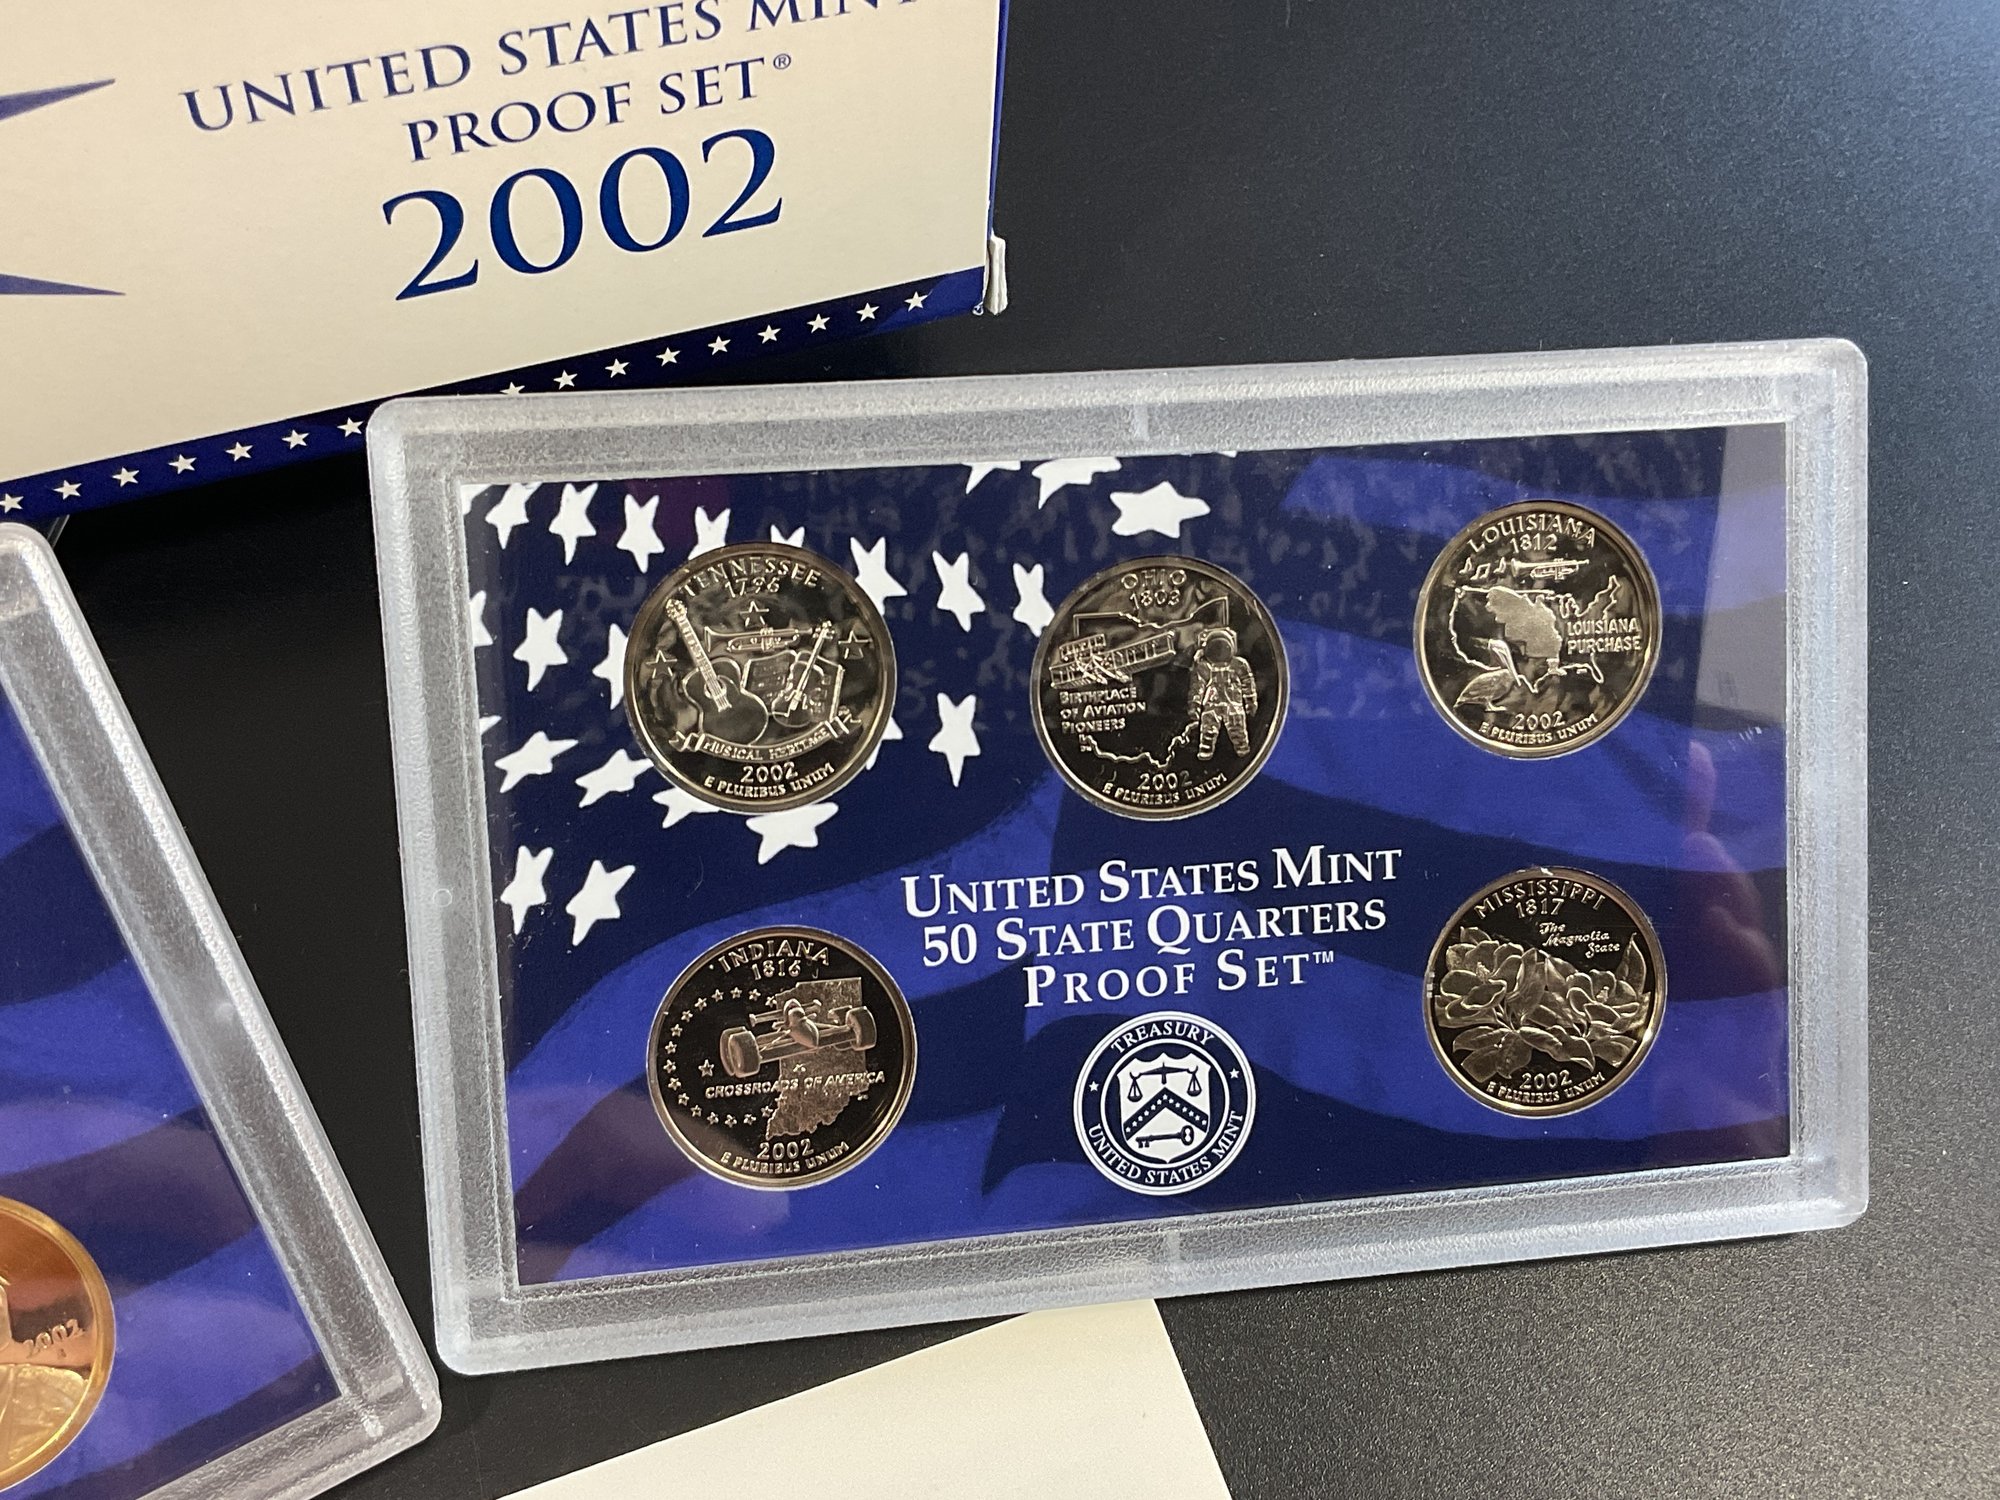 UNITED STATES MINT
PROOF SET®
2002
TENNESSEE
1796
MUSICAL HERITAGE
2002
E PLURIBUS UNUM
OHIO
1803
BIRTHPLACE
OF AVIATION
PIONEERS
2002
E PLURIBUS UNUM
LOUISIANA
1812
LOUISIANA
PURCHASE
2002
E PLURIBUS UNUM
UNITED STATES MINT
50 STATE QUARTERS
PROOF SET™
TREASURY
UNITED STATES MINT
INDIANA
1816
CROSSROADS OF AMERICA
2002
E PLURIBUS UNUM
MISSISSIPPI
1817
The
Magnolia
State
2002
E PLURIBUS UNUM
2002